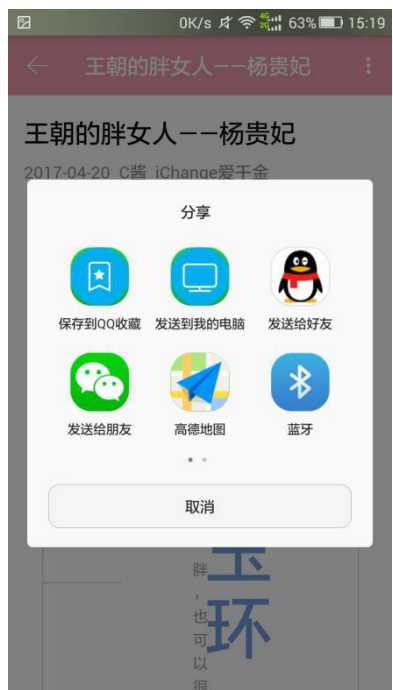 0K/s 4G 2G 63% 15:19
王朝的胖女人——杨贵妃
王朝的胖女人——杨贵妃
2017-04-20 C酱 iChange爱千金
分享
保存到QQ收藏 发送到我的电脑 发送给好友
发送给朋友 高德地图 蓝牙
取消
玉环
胖，也可以很